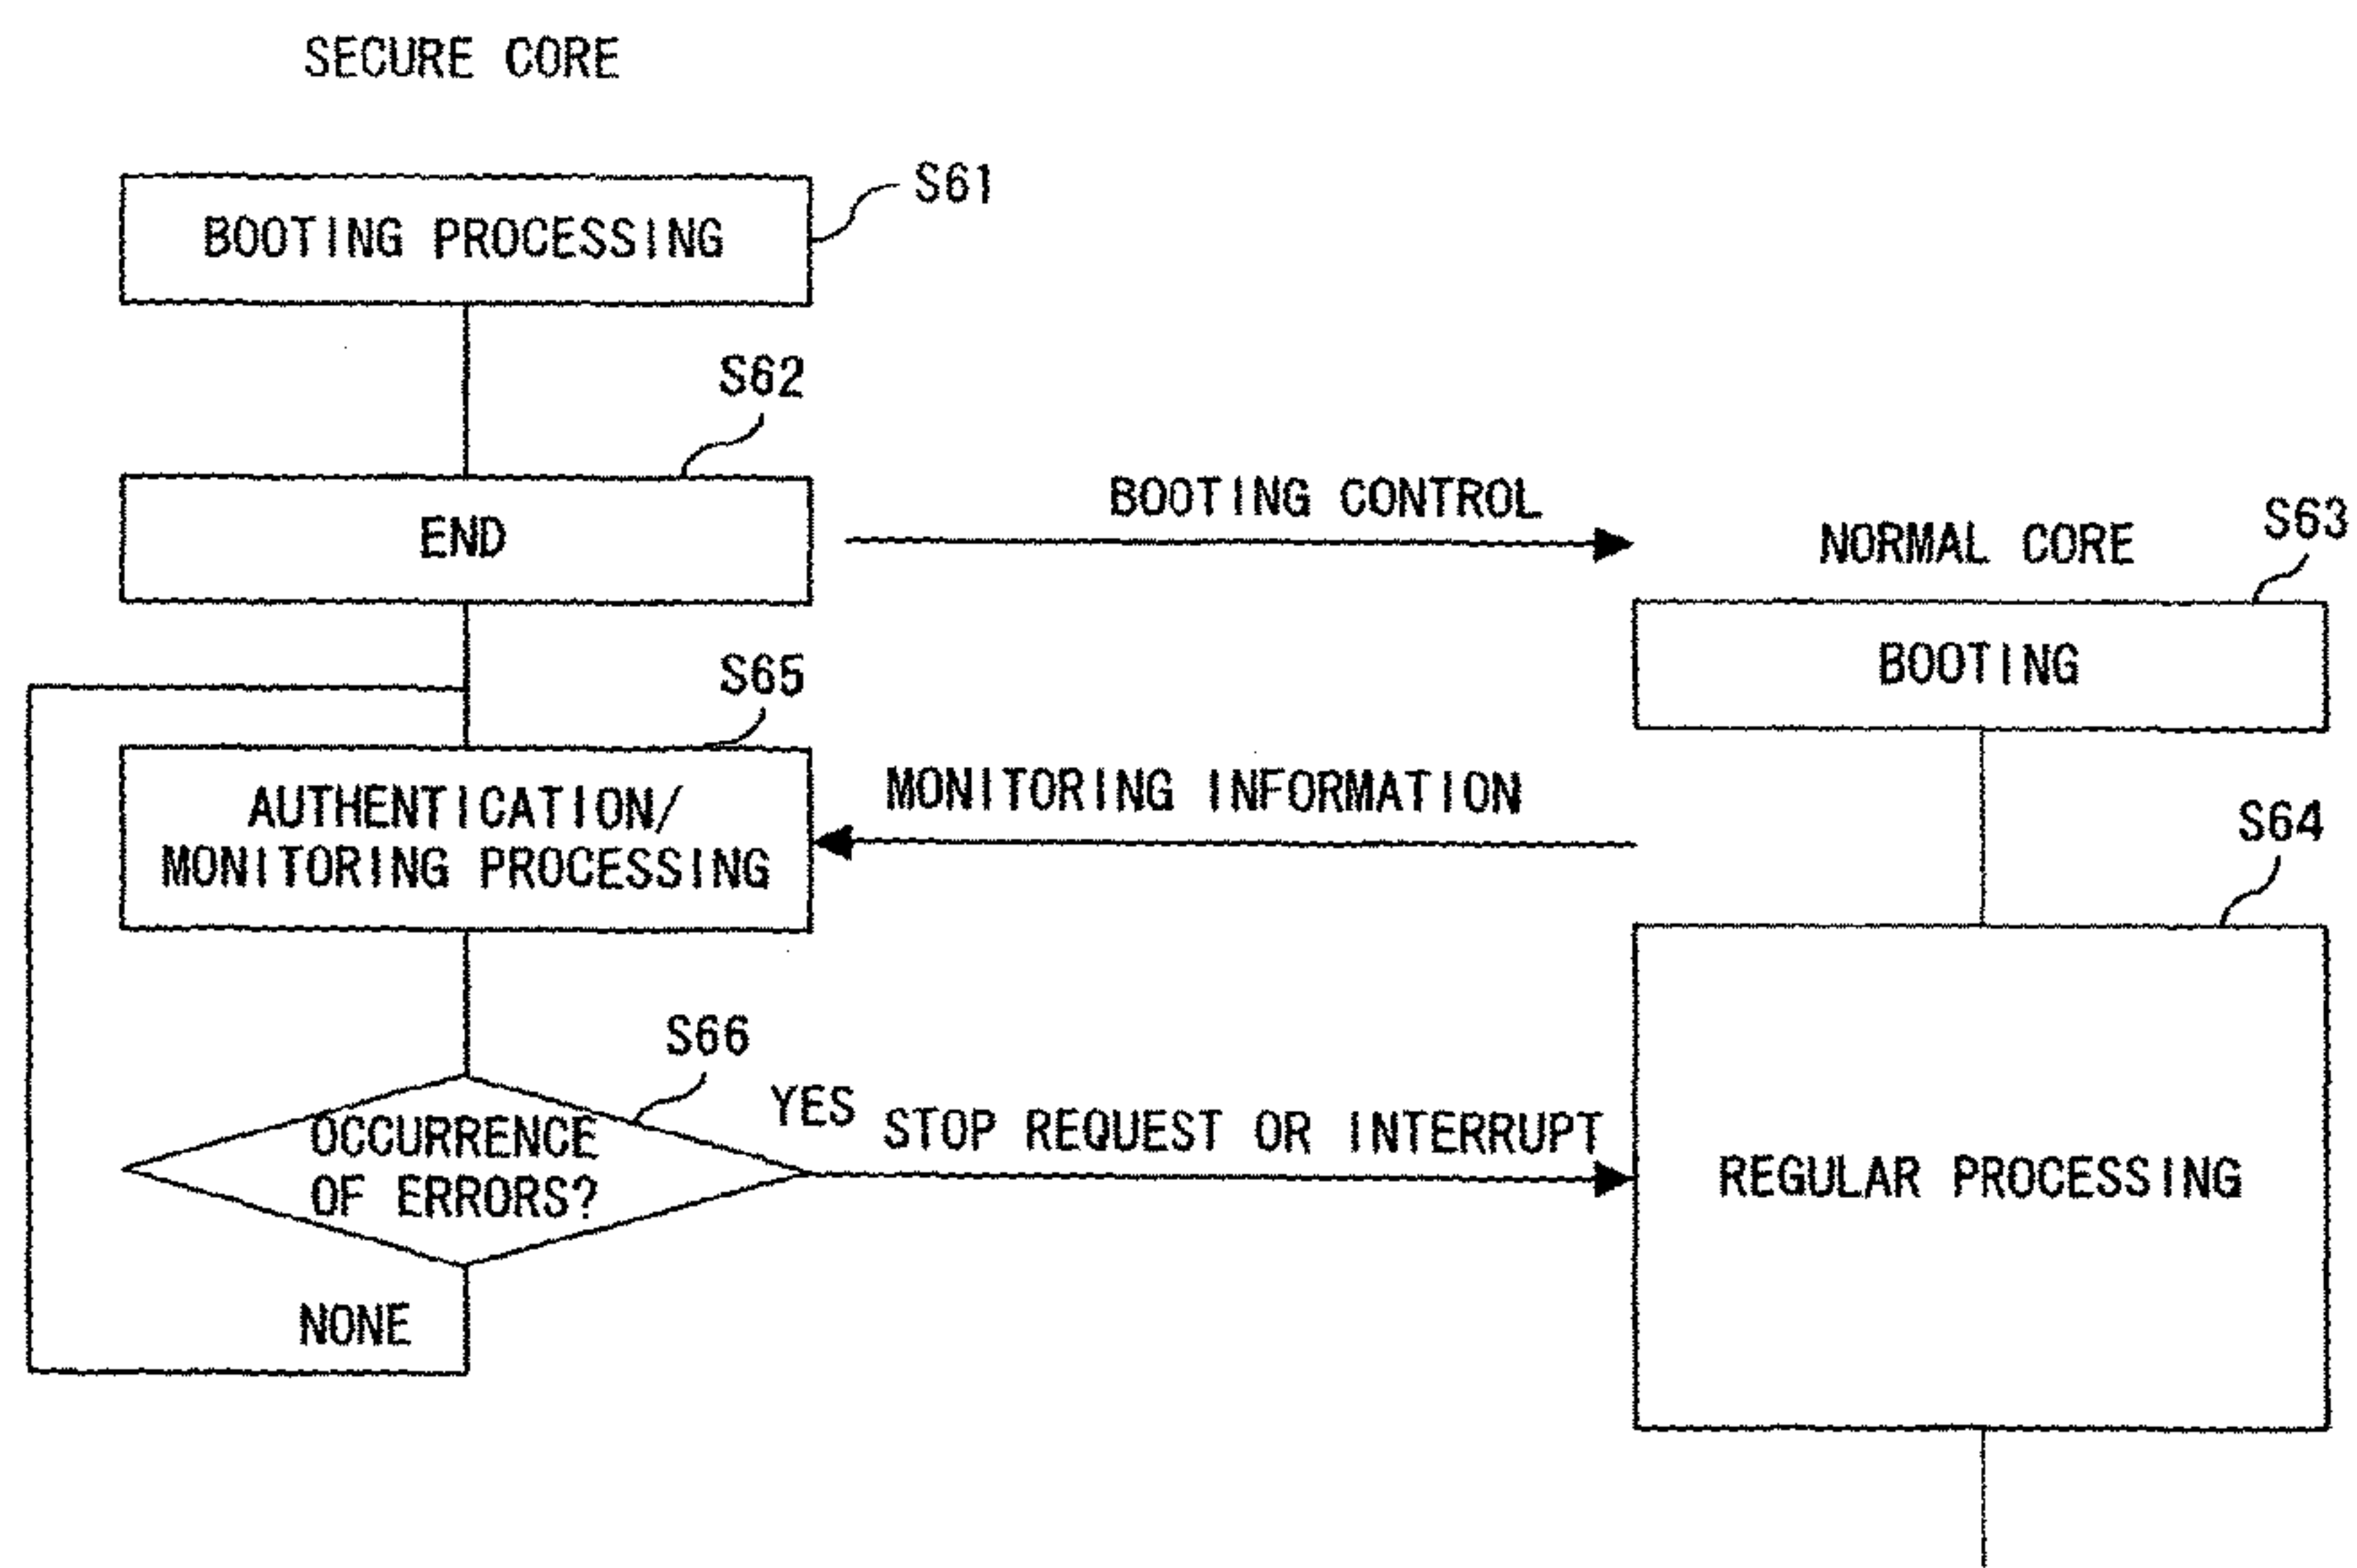 SECURE CORE
S61
BOOTING PROCESSING
S62
END
BOOTING CONTROL
NORMAL CORE
S63
BOOTING
S65
AUTHENTICATION/
MONITORING PROCESSING
MONITORING INFORMATION
S64
S66
OCCURRENCE
OF ERRORS?
YES
STOP REQUEST OR INTERRUPT
REGULAR PROCESSING
NONE